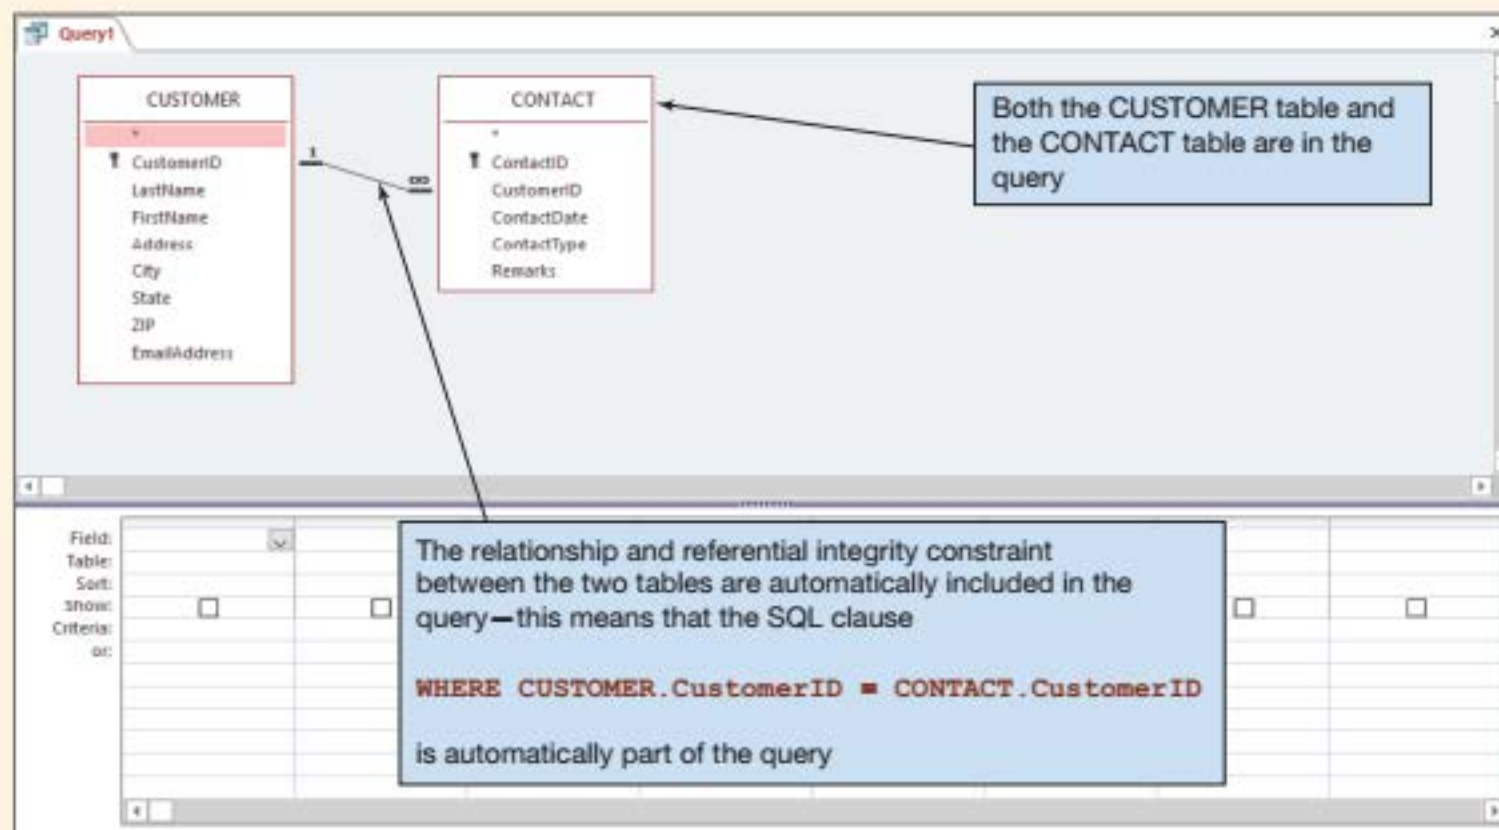 Query1
CUSTOMER
*
CustomerID
LastName
FirstName
Address
City
State
ZIP
EmailAddress
1
∞
CONTACT
*
ContactID
CustomerID
ContactDate
ContactType
Remarks
Both the CUSTOMER table and
the CONTACT table are in the
query
Field:
Table:
Sort:
Show:
Criteria:
or:
The relationship and referential integrity constraint
between the two tables are automatically included in the
query—this means that the SQL clause
WHERE CUSTOMER.CustomerID = CONTACT.CustomerID
is automatically part of the query